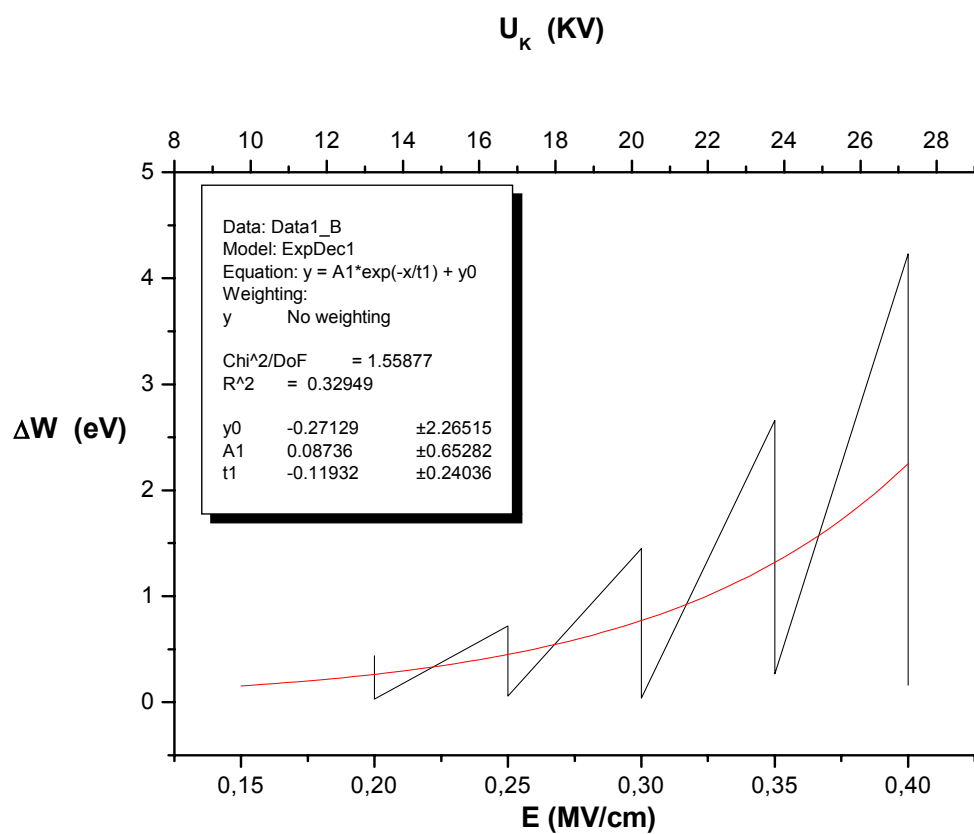 U_K (KV)
8 10 12 14 16 18 20 22 24 26 28
5
4
3
2
1
0
ΔW (eV)
Data: Data1_B
Model: ExpDec1
Equation: y = A1*exp(-x/t1) + y0
Weighting:
y No weighting
Chi^2/DoF = 1.55877
R^2 = 0.32949
y0 -0.27129 ±2.26515
A1 0.08736 ±0.65282
t1 -0.11932 ±0.24036
0,15 0,20 0,25 0,30 0,35 0,40
E (MV/cm)